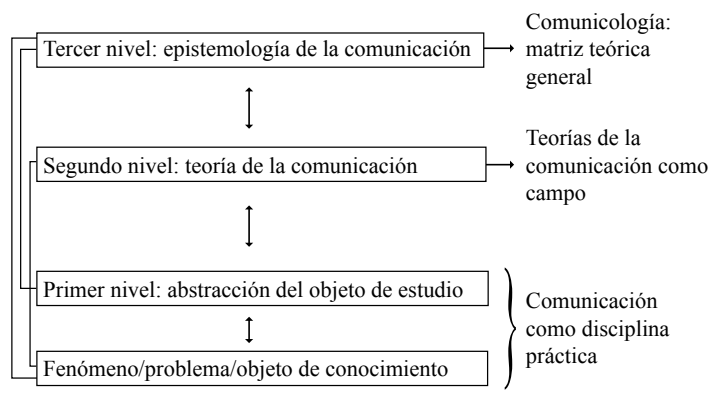 Tercer nivel: epistemología de la comunicación
Comunicología:
matriz teórica
general
Segundo nivel: teoría de la comunicación
Teorías de la
comunicación como
campo
Primer nivel: abstracción del objeto de estudio
Fenómeno/problema/objeto de conocimiento
Comunicación
como disciplina
práctica